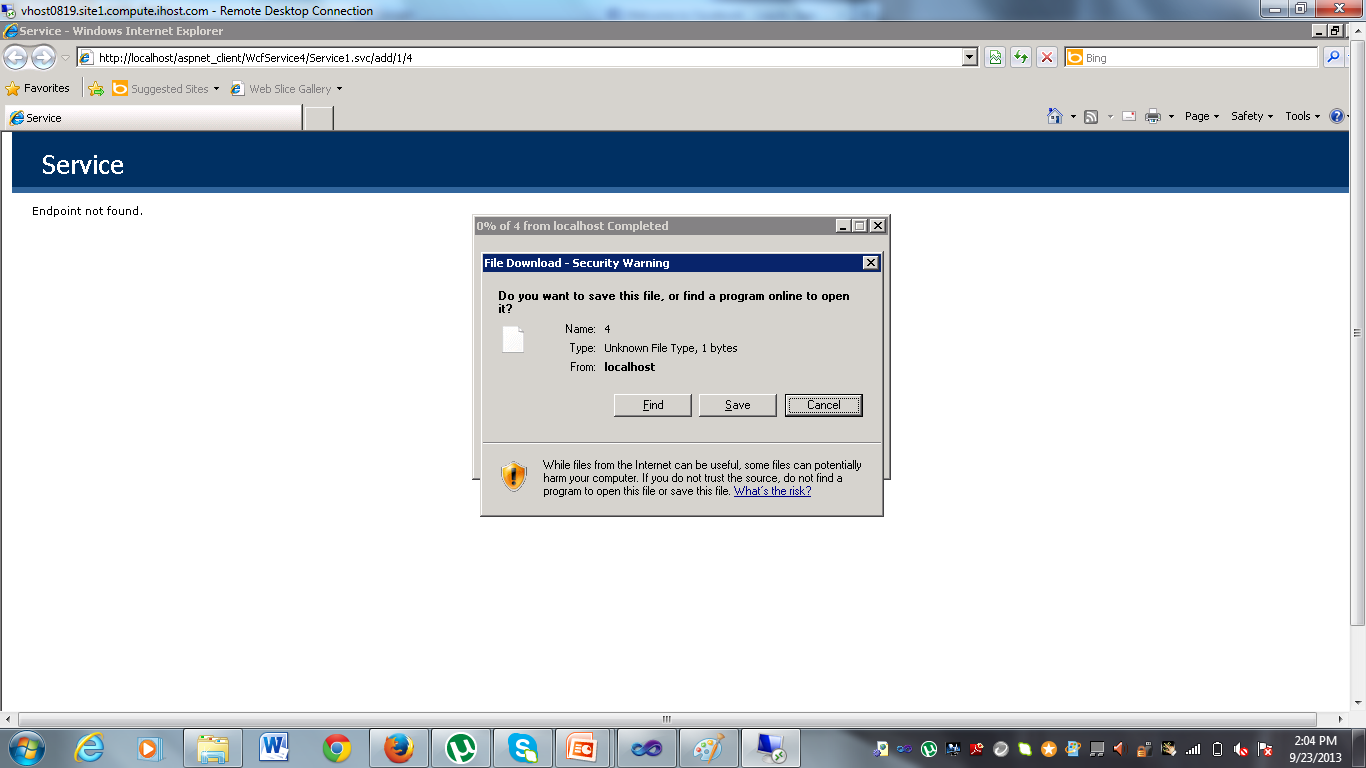 vhost0819.site1.compute.ihost.com - Remote Desktop Connection
Service - Windows Internet Explorer
http://localhost/aspnet_client/WcfService4/Service1.svc/add/1/4
Bing
Favorites
Suggested Sites
Web Slice Gallery
Service
Page
Safety
Tools
Service
Endpoint not found.
0% of 4 from localhost Completed
File Download - Security Warning
Do you want to save this file, or find a program online to open
it?
Name: 4
Type: Unknown File Type, 1 bytes
From: localhost
Find
Save
Cancel
While files from the Internet can be useful, some files can potentially
harm your computer. If you do not trust the source, do not find a
program to open this file or save this file. What's the risk?
2:04 PM
9/23/2013